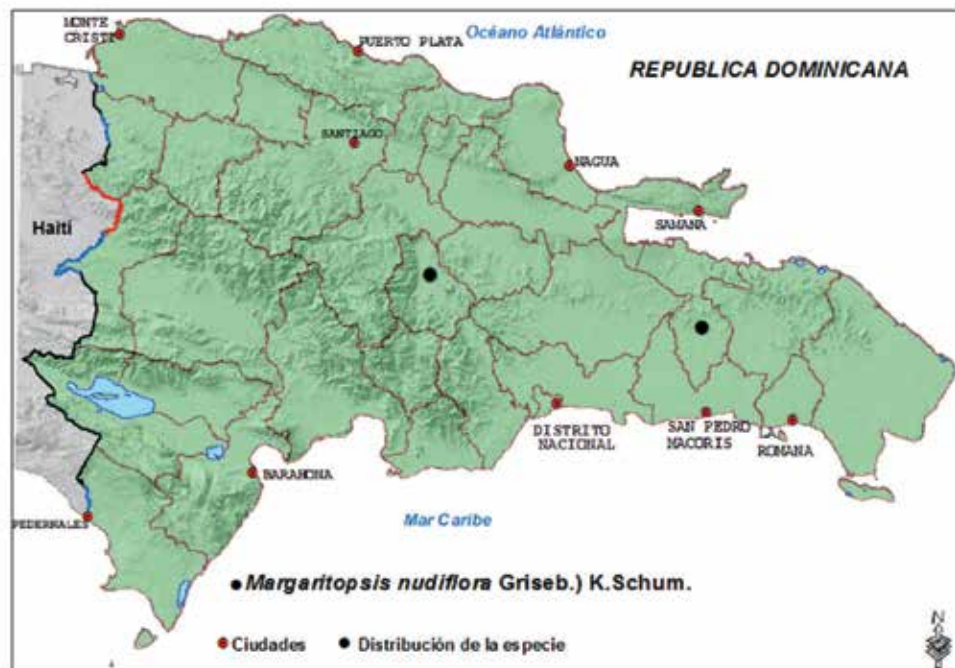 MONTE
CRISTI
PUERTO PLATA
Océano Atlántico
REPUBLICA DOMINICANA
SANTIAGO
NAGUA
Haití
SAMANA
DISTRITO
NACIONAL
SAN PEDRO
MACORIS
LA
ROMANA
BARAHONA
PEDERNALES
Mar Caribe
Margaritopsis nudiflora Griseb.) K.Schum.
Ciudades
Distribución de la especie
N